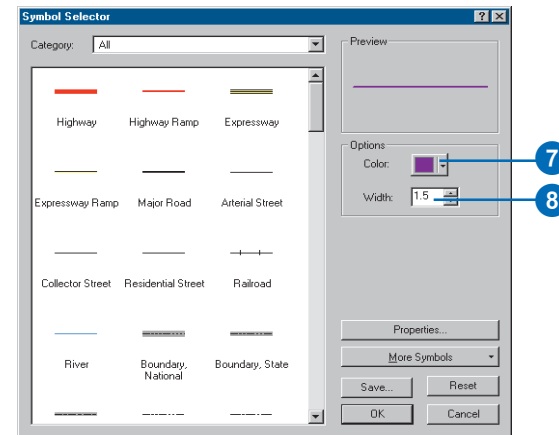 Symbol Selector
Category: All
Highway Highway Ramp Expressway
Expressway Ramp Major Road Arterial Street
Collector Street Residential Street Railroad
River Boundary, National Boundary, State
Preview
Options
Color: 7
Width: 1.5 8
Properties...
More Symbols
Save... Reset
OK Cancel